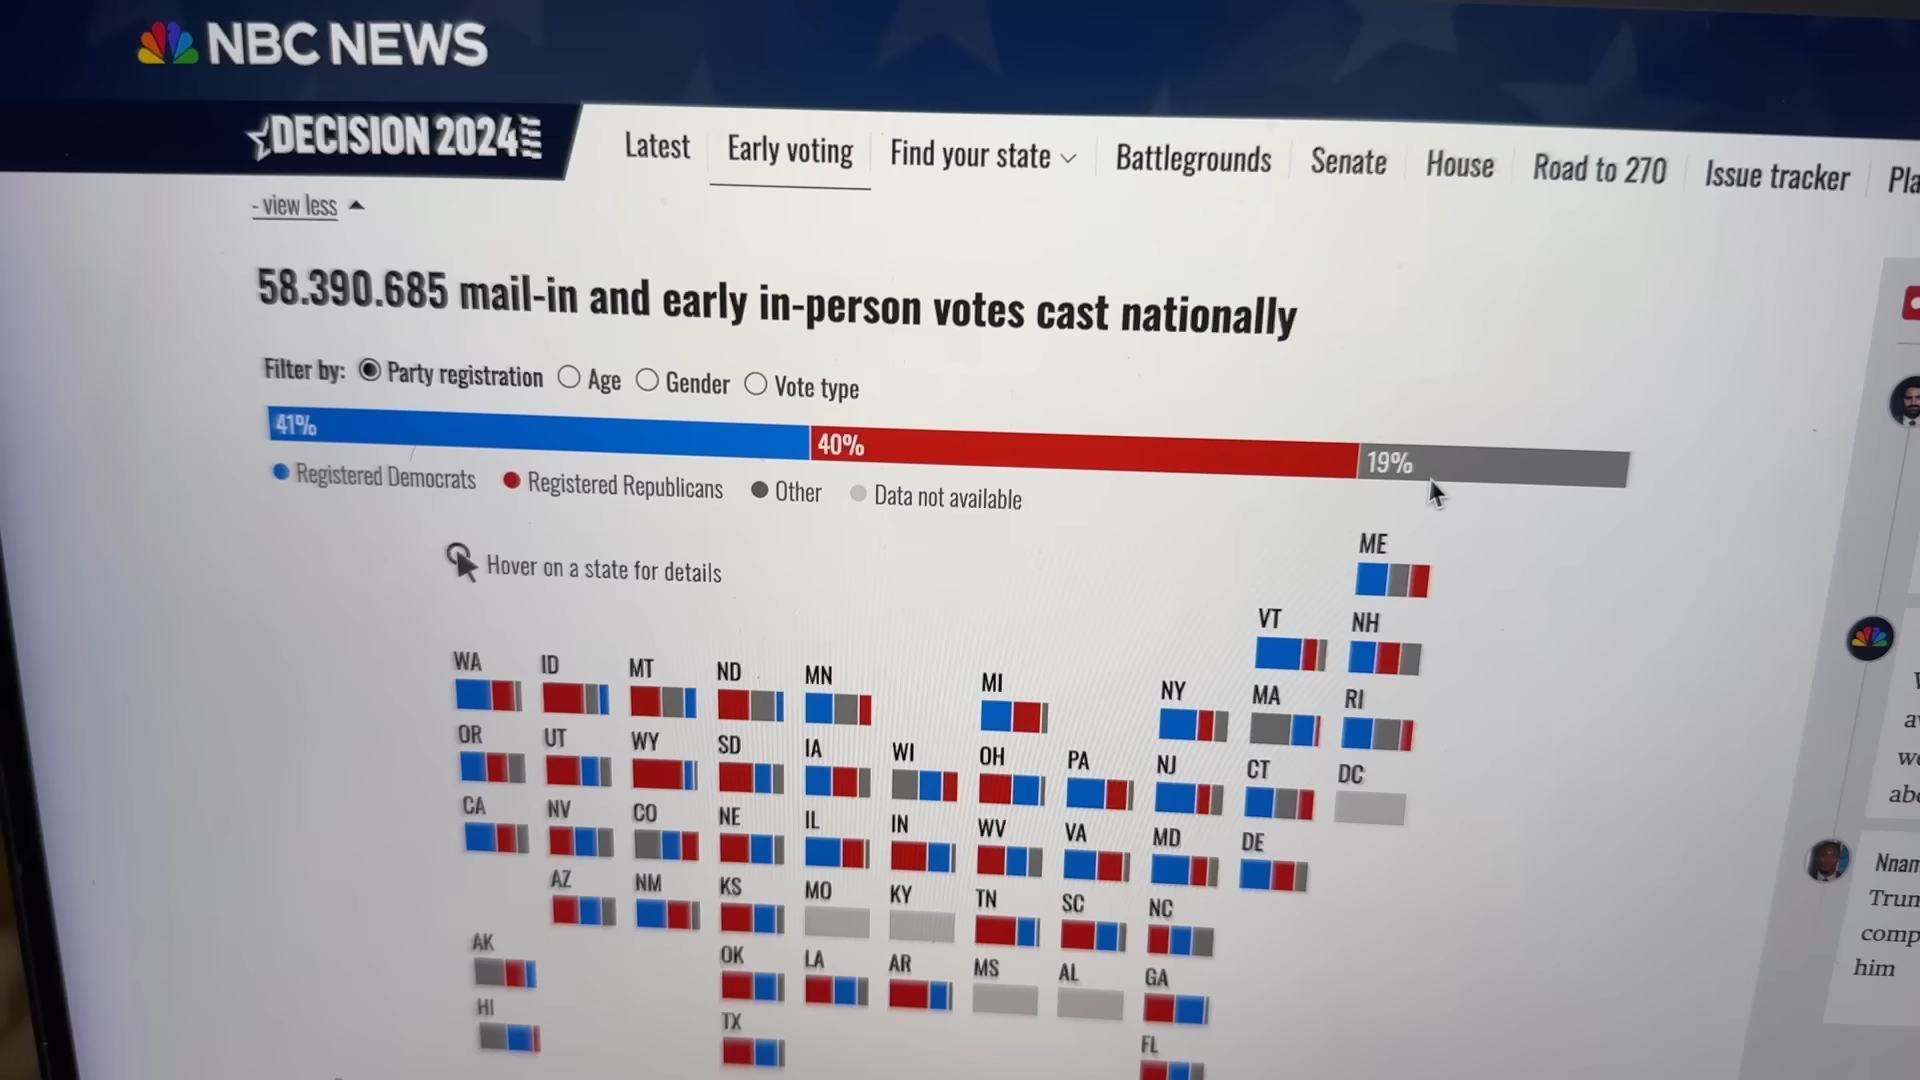 NBC NEWS
DECISION 2024
Latest
Early voting
Find your state
Battlegrounds
Senate
House
Road to 270
Issue tracker
- view less
58.390.685 mail-in and early in-person votes cast nationally
Filter by: Party registration Age Gender Vote type
41% 40% 19%
Registered Democrats Registered Republicans Other Data not available
Hover on a state for details
ME
VT NH
WA ID MT ND MN MI NY MA RI
OR UT WY SD IA WI OH PA NJ CT DC
CA NV CO NE IL IN WV VA MD DE
AZ NM KS MO KY TN SC NC
AK OK LA AR MS AL GA
HI TX FL
him